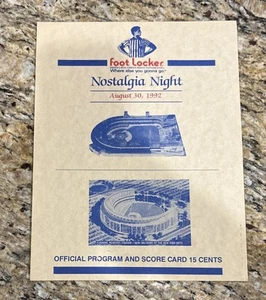 Foot Locker
Where else you gonna go
Nostalgia Night
August 30, 1992
OFFICIAL PROGRAM AND SCORE CARD 15 CENTS